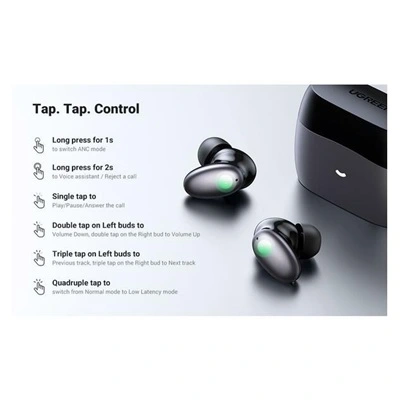 Tap. Tap. Control
Long press for 1s
to switch ANC mode
Long press for 2s
to Voice assistant / Reject a call
Single tap to
Play/Pause/Answer the call
Double tap on Left buds to
Volume Down, double tap on the Right bud to Volume Up
Triple tap on Left buds to
Previous track, triple tap on the Right bud to Next track
Quadruple tap to
switch from Normal mode to Low Latency mode